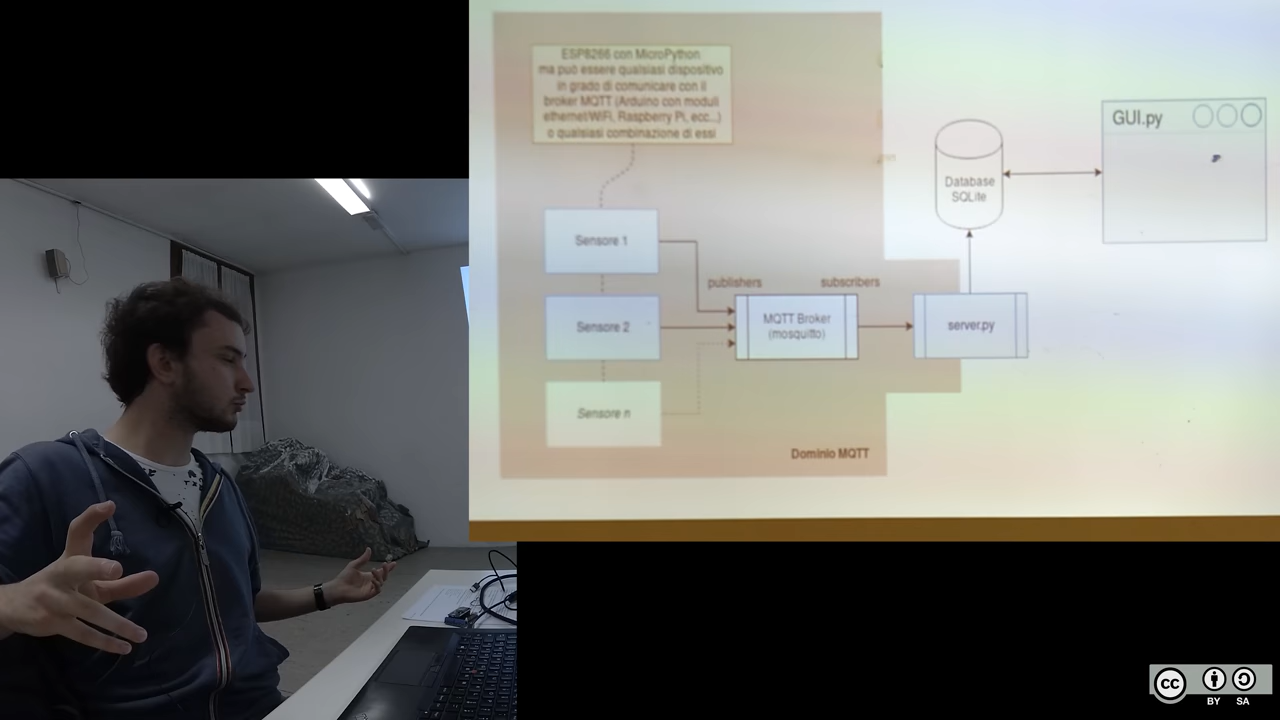 ESP8266 con MicroPython
ma può essere qualsiasi dispositivo
in grado di comunicare con il
broker MQTT (Arduino con moduli
ethernet/WiFi, Raspberry Pi, ecc...)
o qualsiasi combinazione di essi
GUI.py
Database
SQLite
Sensore 1
publishers
subscribers
Sensore 2
MQTT Broker
(mosquitto)
server.py
Sensore n
Dominio MQTT
cc
BY SA